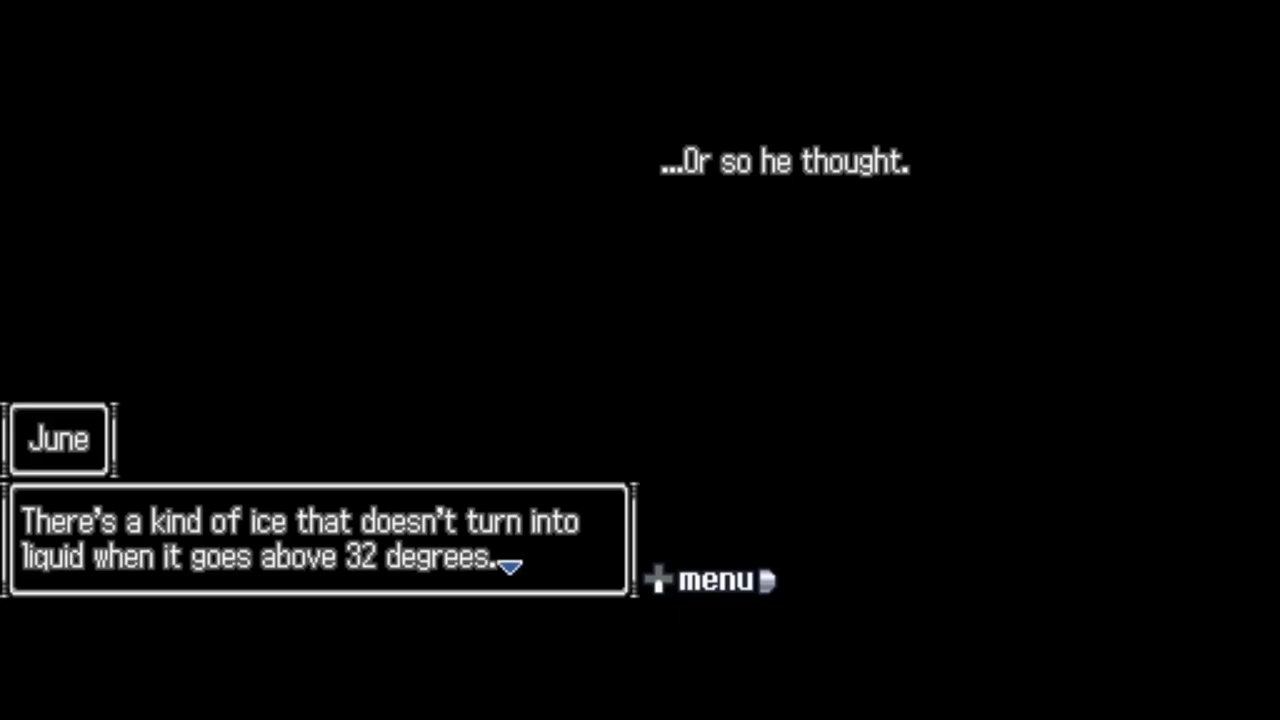 ...Or so he thought.
June
There's a kind of ice that doesn't turn into
liquid when it goes above 32 degrees.
menu